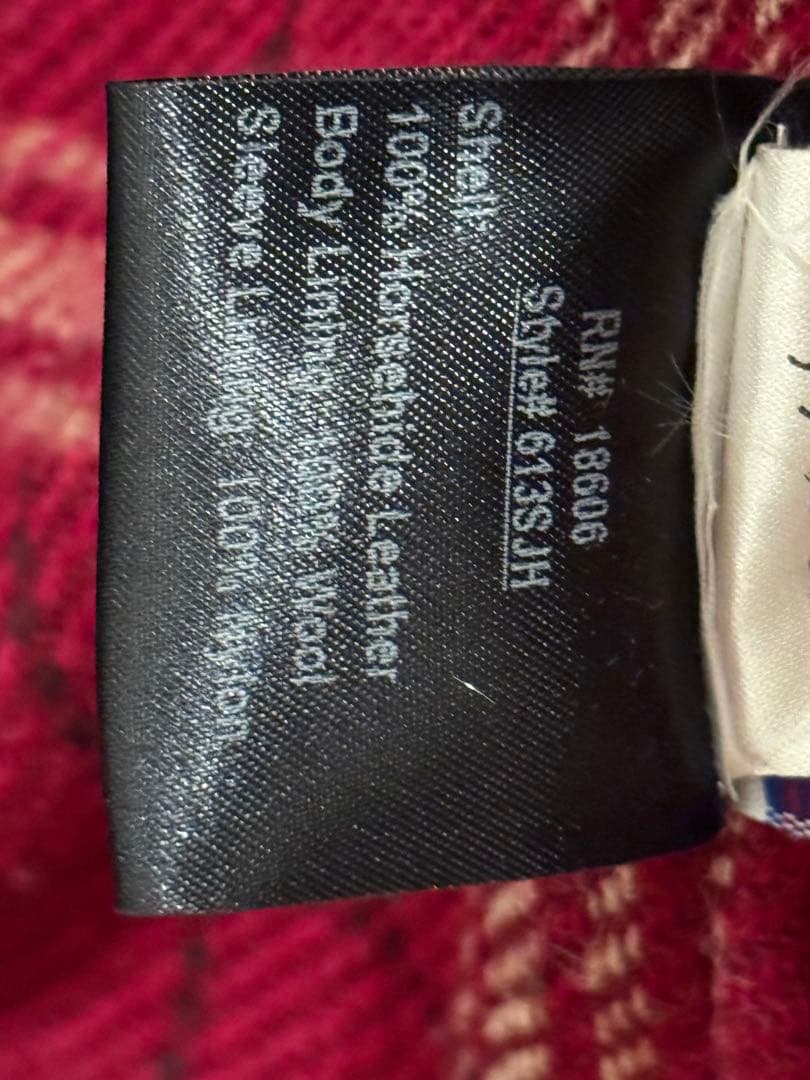 RN# 18606
Style# 613SJH
Shell:
100% Horsehide Leather
Body Lining: 100% Wool
Sleeve Lining: 100% Nylon